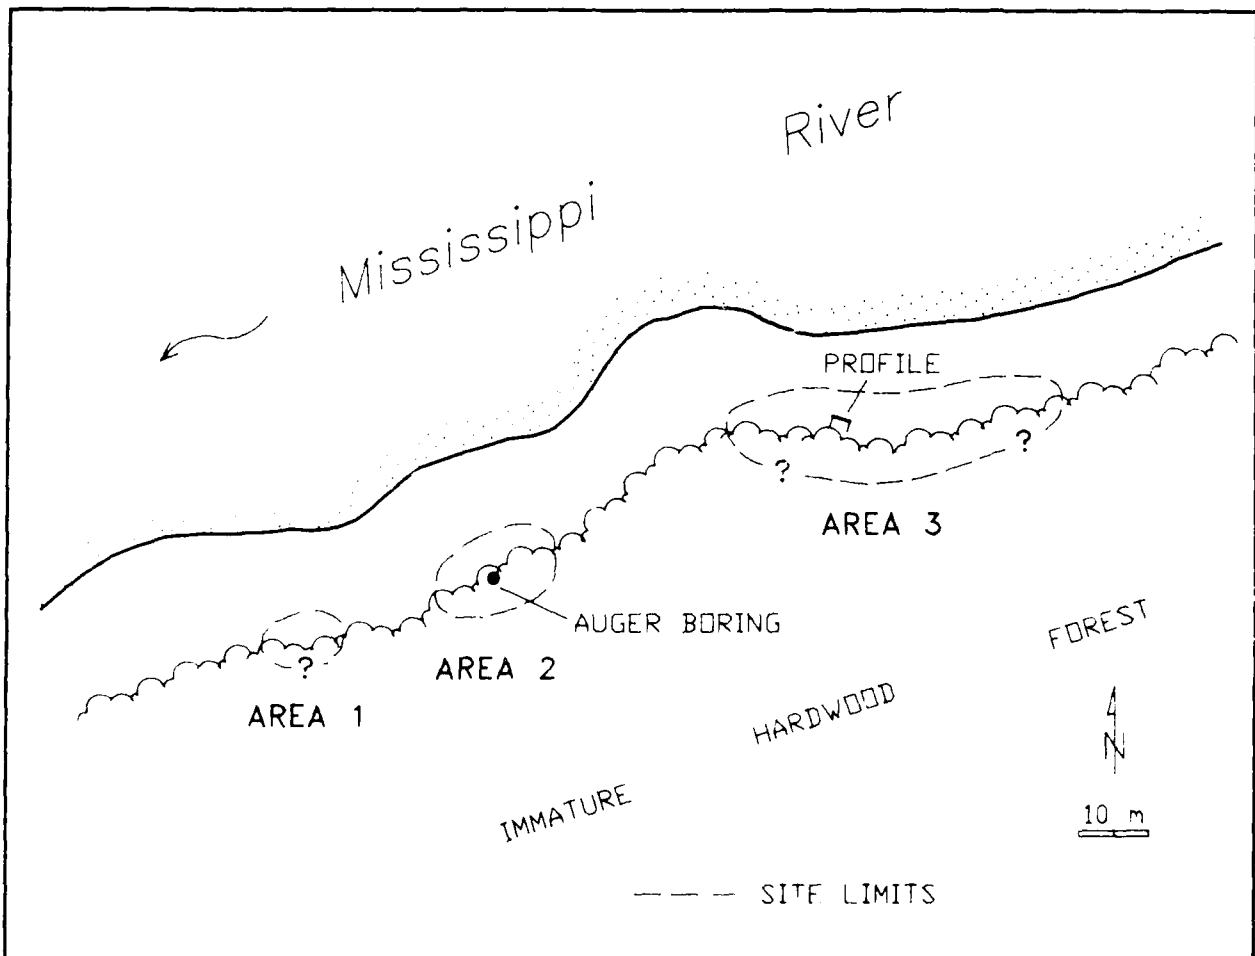 River
Mississippi
PROFILE
?
?
AREA 3
AUGER BORING
FOREST
?
AREA 2
AREA 1
HARDWOOD
N
IMMATURE
10 m
SITE LIMITS